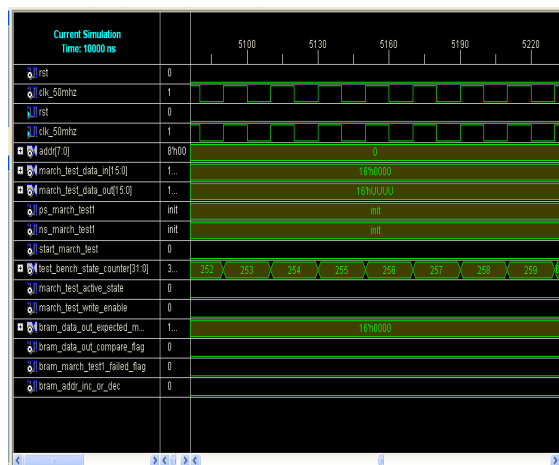 Current Simulation
Time: 10000 ns
5100 5130 5160 5190 5220
rst 0
clk_50mhz 1
rst 0
clk_50mhz 1
addr[7:0] 8'h00 0
march_test_data_in[15:0] 1... 16'h0000
march_test_data_out[15:0] 1... 16'hUUUU
ps_march_test1 init init
ns_march_test1 init init
start_march_test 0
test_bench_state_counter[31:0] 3... 252 253 254 255 256 257 258 259
march_test_active_state 0
march_test_write_enable 0
bram_data_out_expected_m... 1... 16'h0000
bram_data_out_compare_flag 0
bram_march_test1_failed_flag 0
bram_addr_inc_or_dec 0